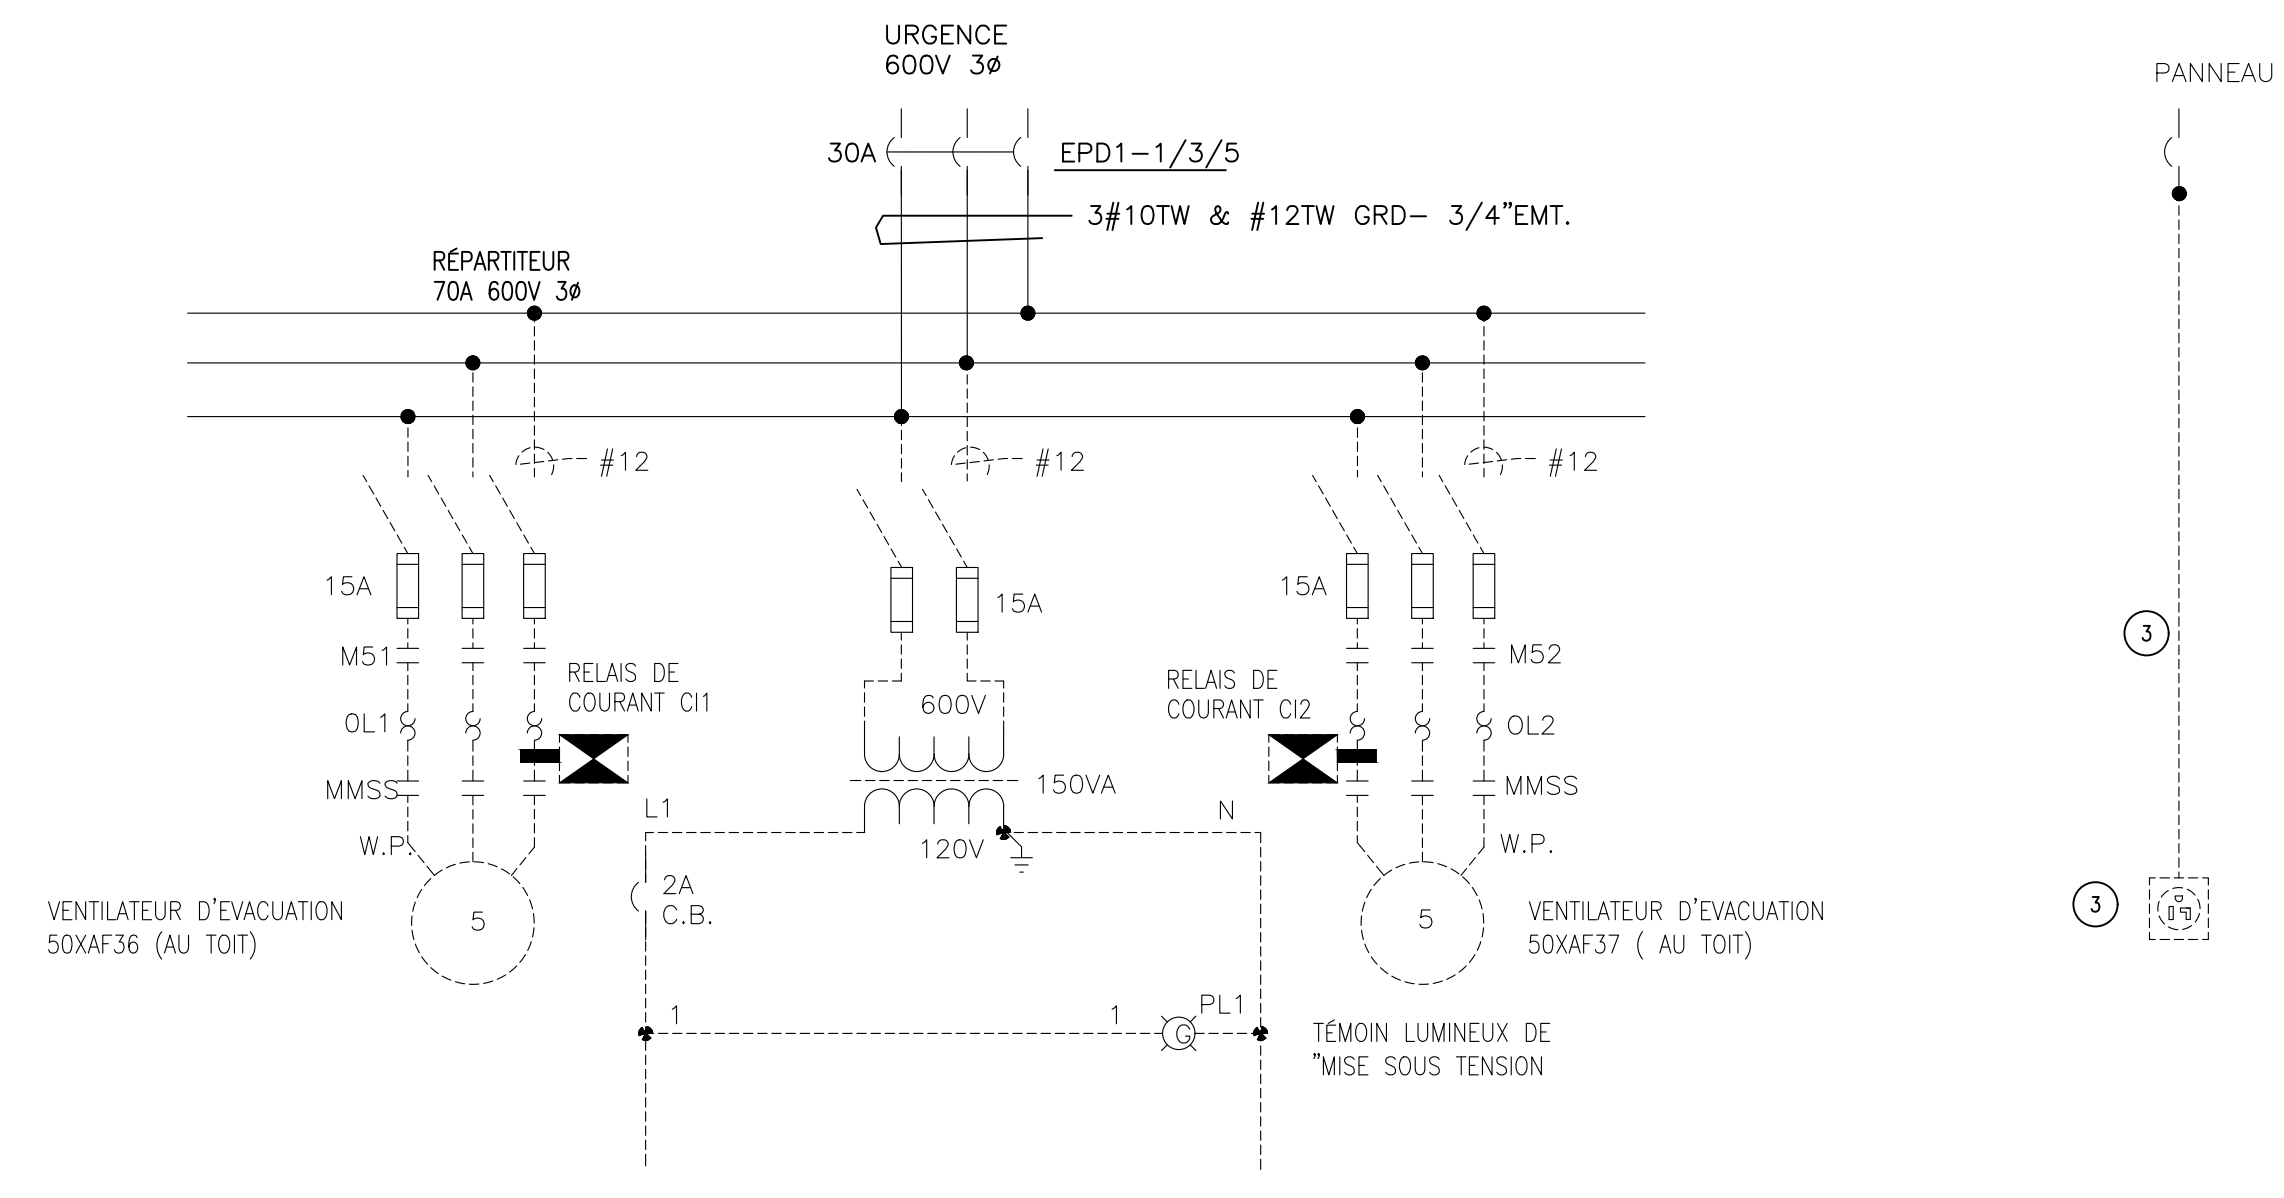 URGENCE
600V 3ø
PANNEAU
30A
EPD1-1/3/5
3#10TW & #12TW GRD- 3/4"EMT.
RÉPARTITEUR
70A 600V 3ø
#12
#12
#12
15A
15A
15A
M51
M52
3
RELAIS DE
COURANT CI1
RELAIS DE
COURANT CI2
600V
OL1
OL2
MMSS
150VA
MMSS
L1
N
W.P.
120V
W.P.
2A
C.B.
VENTILATEUR D'EVACUATION
50XAF36 (AU TOIT)
5
5
VENTILATEUR D'EVACUATION
50XAF37 ( AU TOIT)
3
1
1
PL1
G
TÉMOIN LUMINEUX DE
"MISE SOUS TENSION